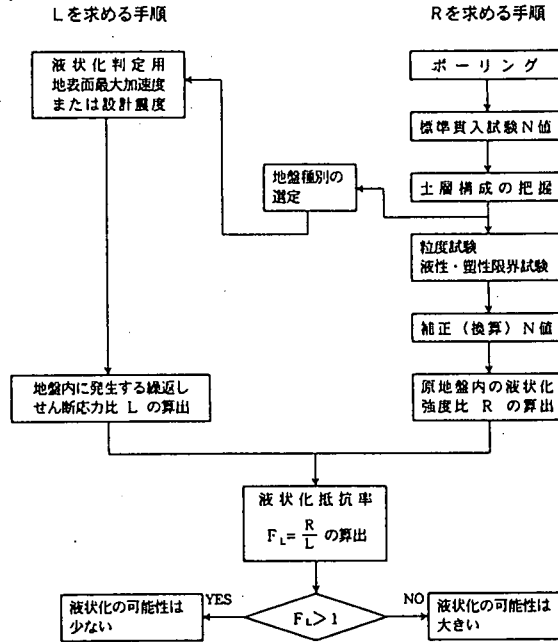 Lを求める手順
Rを求める手順
液状化判定用
地表面最大加速度
または設計震度
ボーリング
標準貫入試験N値
地盤種別の
選定
土層構成の把握
粒度試験
液性・塑性限界試験
補正(換算)N値
地盤内に発生する繰返し
せん断応力比 L の算出
原地盤内の液状化
強度比 R の算出
液状化抵抗率
FL=R/L の算出
液状化の可能性は
少ない
YES
FL>1
NO
液状化の可能性は
大きい